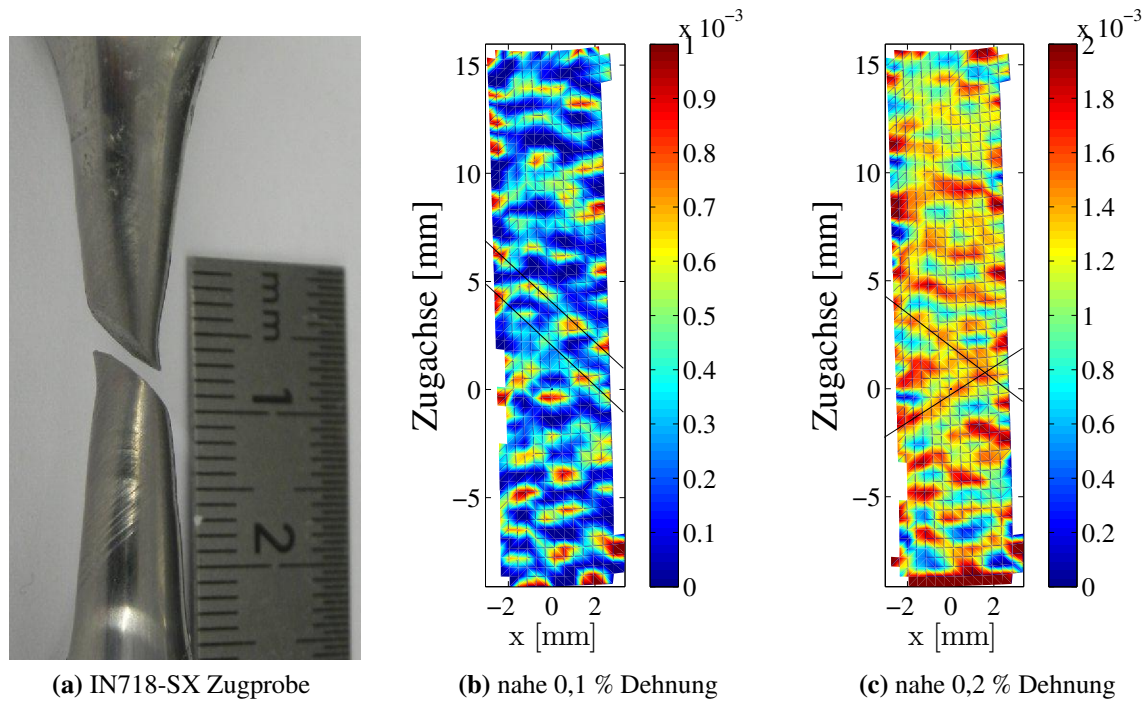 mm
1
2
x 10⁻³
15
10
5
0
−5
Zugachse [mm]
−2 0 2
x [mm]
1
0.9
0.8
0.7
0.6
0.5
0.4
0.3
0.2
0.1
0
x 10⁻³
15
10
5
0
−5
Zugachse [mm]
−2 0 2
x [mm]
2
1.8
1.6
1.4
1.2
1
0.8
0.6
0.4
0.2
0
(a) IN718-SX Zugprobe
(b) nahe 0,1 % Dehnung
(c) nahe 0,2 % Dehnung